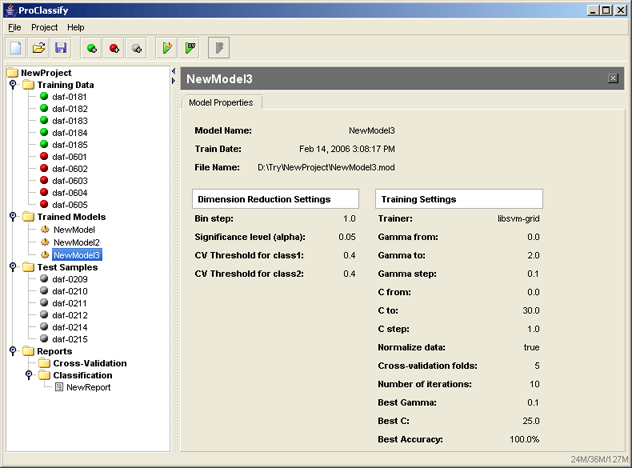 ProClassify
File Project Help
NewProject
Training Data
daf-0181
daf-0182
daf-0183
daf-0184
daf-0185
daf-0601
daf-0602
daf-0603
daf-0604
daf-0605
Trained Models
NewModel
NewModel2
NewModel3
Test Samples
daf-0209
daf-0210
daf-0211
daf-0212
daf-0214
daf-0215
Reports
Cross-Validation
Classification
NewReport
NewModel3
Model Properties
Model Name: NewModel3
Train Date: Feb 14, 2006 3:08:17 PM
File Name: D:\Try\NewProject\NewModel3.mod
Dimension Reduction Settings
Bin step: 1.0
Significance level (alpha): 0.05
CV Threshold for class1: 0.4
CV Threshold for class2: 0.4
Training Settings
Trainer: libsvm-grid
Gamma from: 0.0
Gamma to: 2.0
Gamma step: 0.1
C from: 0.0
C to: 30.0
C step: 1.0
Normalize data: true
Cross-validation folds: 5
Number of iterations: 10
Best Gamma: 0.1
Best C: 25.0
Best Accuracy: 100.0%
24M/36M/127M